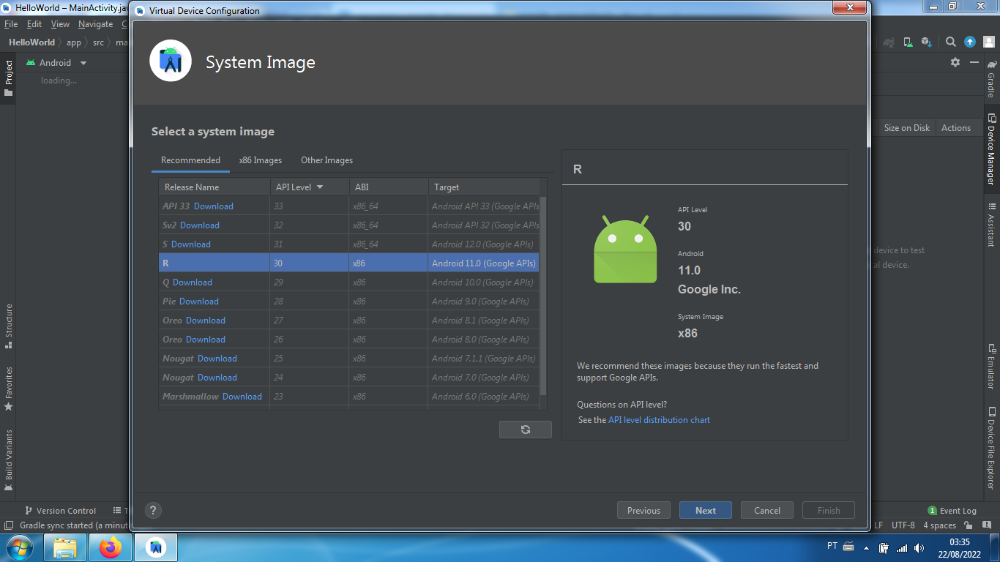 HelloWorld – MainActivity.jav
Virtual Device Configuration
File Edit View Navigate C
HelloWorld app src ma
System Image
Android
loading...
Project
Structure
Favorites
Build Variants
Select a system image
Recommended x86 Images Other Images
Release Name API Level ABI Target
API 33 Download 33 x86_64 Android API 33 (Google APIs
Sv2 Download 32 x86_64 Android API 32 (Google APIs
S Download 31 x86_64 Android 12.0 (Google APIs)
R 30 x86 Android 11.0 (Google APIs)
Q Download 29 x86 Android 10.0 (Google APIs)
Pie Download 28 x86 Android 9.0 (Google APIs)
Oreo Download 27 x86 Android 8.1 (Google APIs)
Oreo Download 26 x86 Android 8.0 (Google APIs)
Nougat Download 25 x86 Android 7.1.1 (Google APIs)
Nougat Download 24 x86 Android 7.0 (Google APIs)
Marshmallow Download 23 x86 Android 6.0 (Google APIs)
R
API Level
30
Android
11.0
Google Inc.
System Image
x86
We recommend these images because they run the fastest and
support Google APIs.
Questions on API level?
See the API level distribution chart
? Previous Next Cancel Finish
Size on Disk Actions
device to test
cal device.
Gradle
Device Manager
Assistant
Emulator
Device File Explorer
Version Control T
1 Event Log
Gradle sync started (a minut
LF UTF-8 4 spaces
PT
03:35
22/08/2022